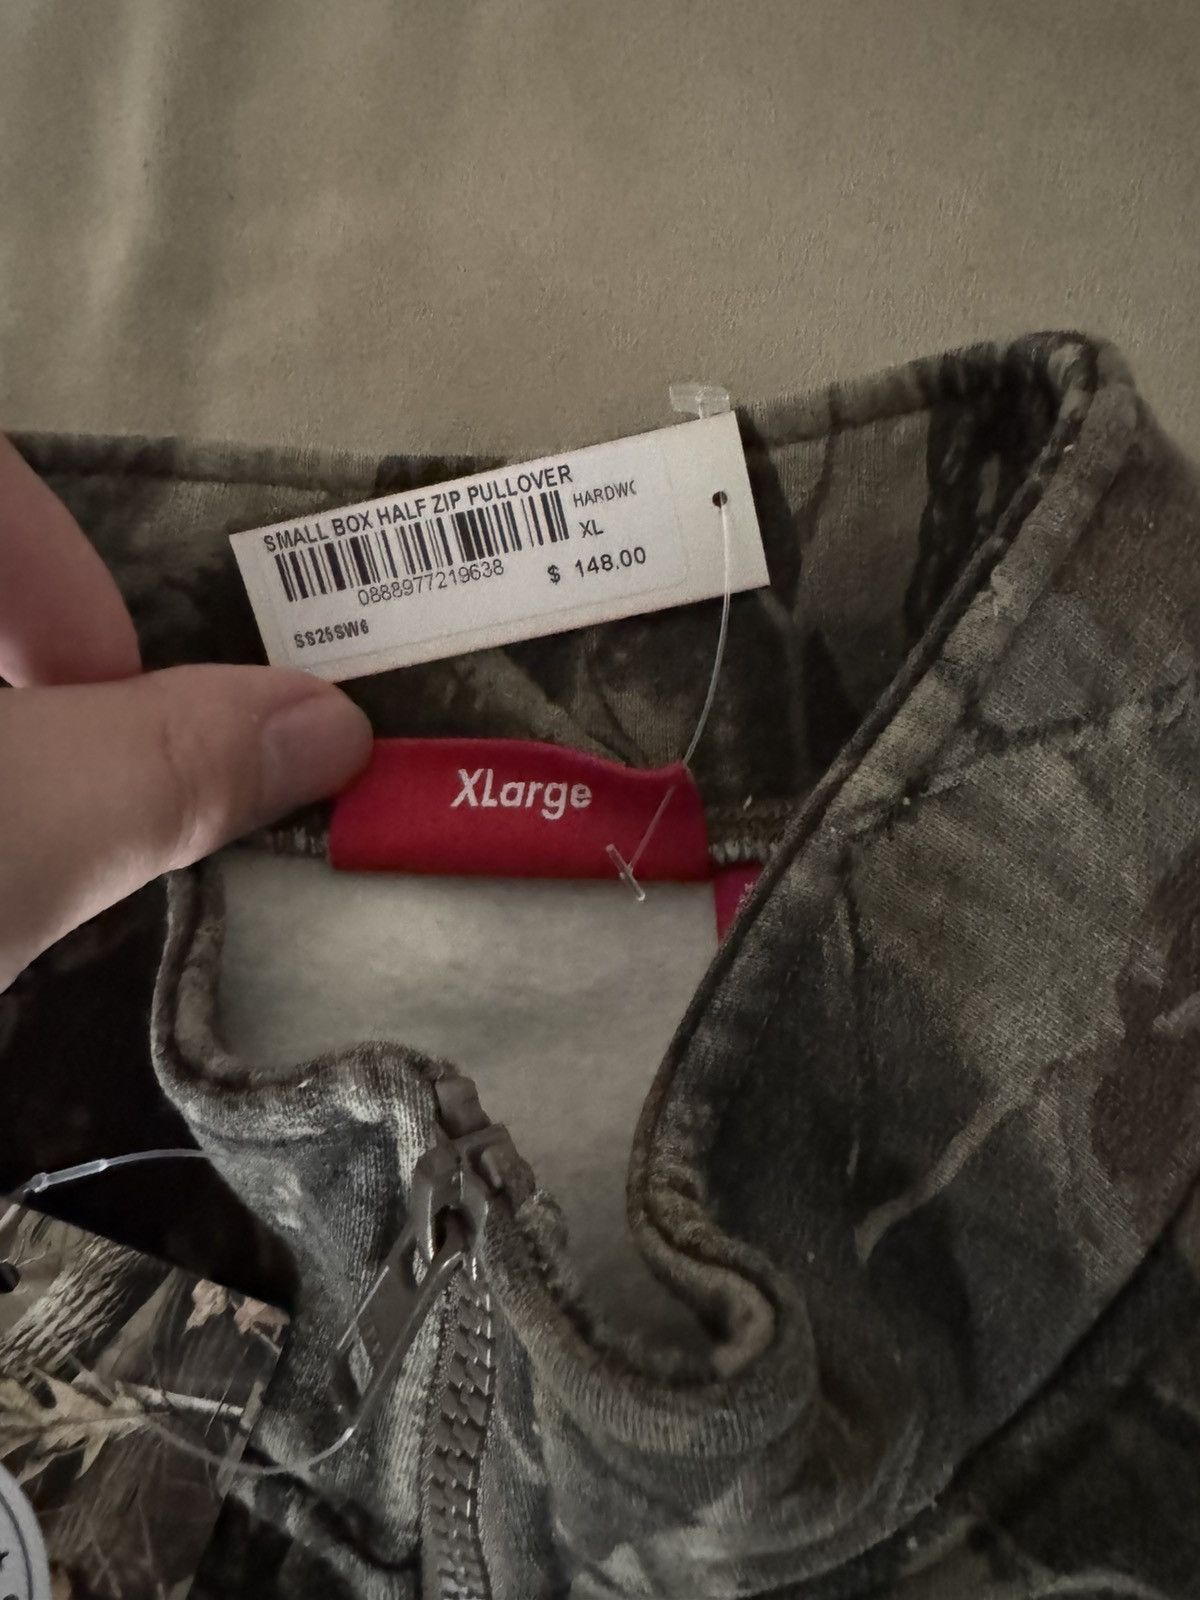 SMALL BOX HALF ZIP PULLOVER
HARDWC
XL
0888977219638
$ 148.00
SS25SW6
XLarge